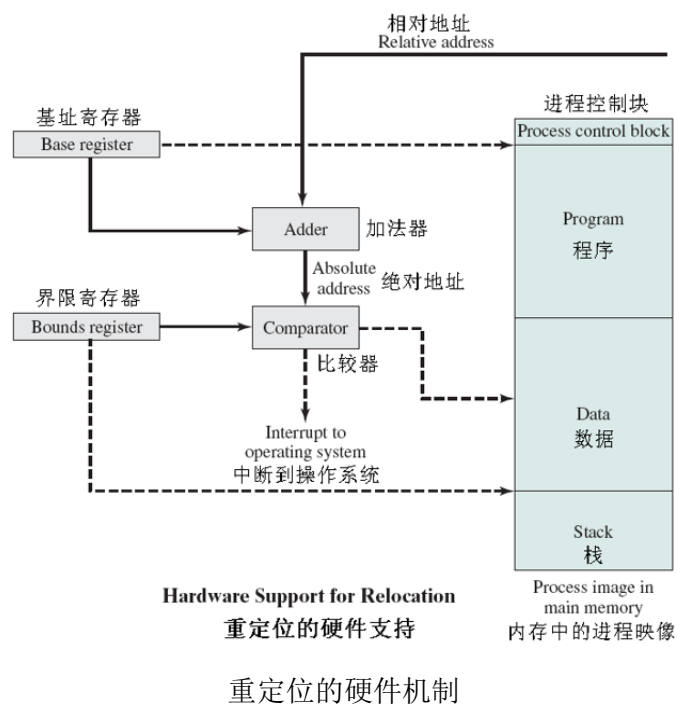 相对地址
Relative address
基址寄存器
Base register
进程控制块
Process control block
Adder
加法器
Program
程序
Absolute
address
绝对地址
界限寄存器
Bounds register
Comparator
比较器
Interrupt to
operating system
中断到操作系统
Data
数据
Stack
栈
Process image in
main memory
内存中的进程映像
Hardware Support for Relocation
重定位的硬件支持
重定位的硬件机制